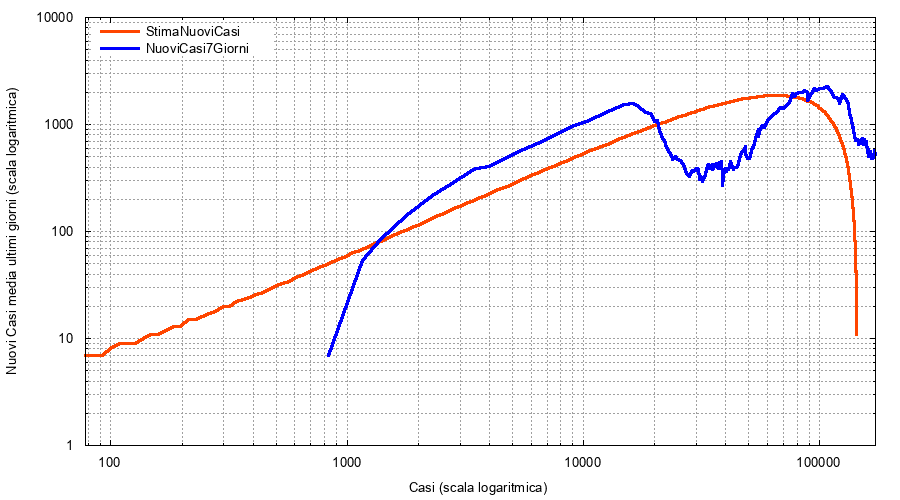 10000
1000
100
10
1
StimaNuoviCasi
NuoviCasi7Giorni
Nuovi Casi media ultimi giorni (scala logaritmica)
100 1000 10000 100000
Casi (scala logaritmica)